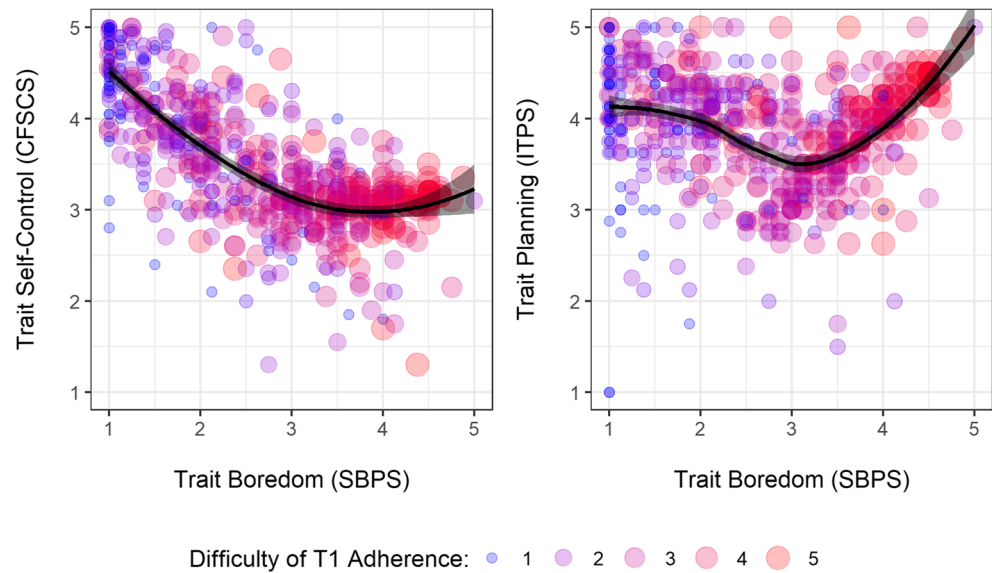 Trait Self-Control (CFSCS)
5
4
3
2
1
1 2 3 4 5
Trait Boredom (SBPS)
Trait Planning (ITPS)
5
4
3
2
1
1 2 3 4 5
Trait Boredom (SBPS)
Difficulty of T1 Adherence: 1 2 3 4 5